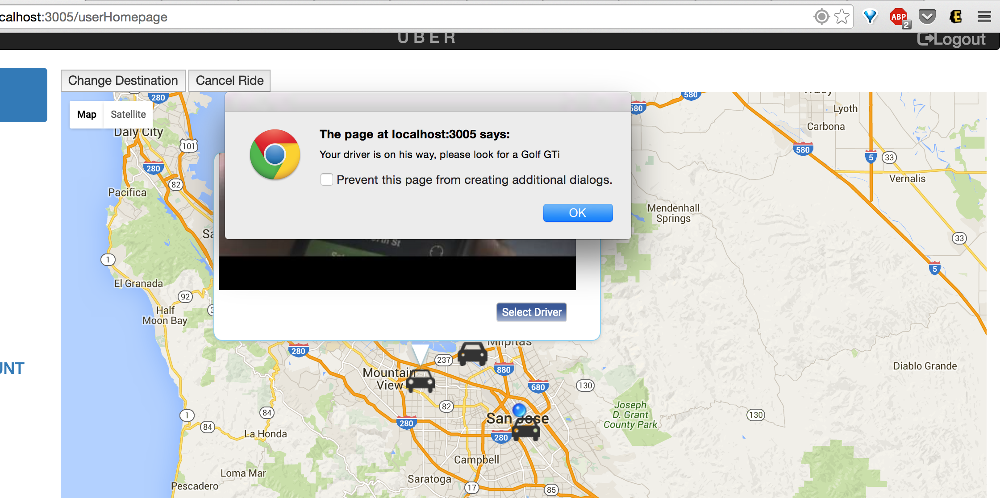 calhost:3005/userHomepage
ABP
2
E
UBER
Logout
Change Destination
Cancel Ride
Map
Satellite
The page at localhost:3005 says:
Your driver is on his way, please look for a Golf GTi
Prevent this page from creating additional dialogs.
OK
Select Driver
UNT
280
580
580
Tracy
Lyoth
Carbona
Daly City
101
280
82
580
5
33
Pacifica
Vernalis
Mendenhall
Springs
33
th St
1
5
El Granada
92
Half
Moon Bay
Milpitas
280
237
880
Mountain
View
680
130
Diablo Grande
82
Joseph
D. Grant
County Park
1
84
280
San Jose
130
84
La Honda
280
Campbell
Loma Mar
Saratoga
Pescadero
17
85